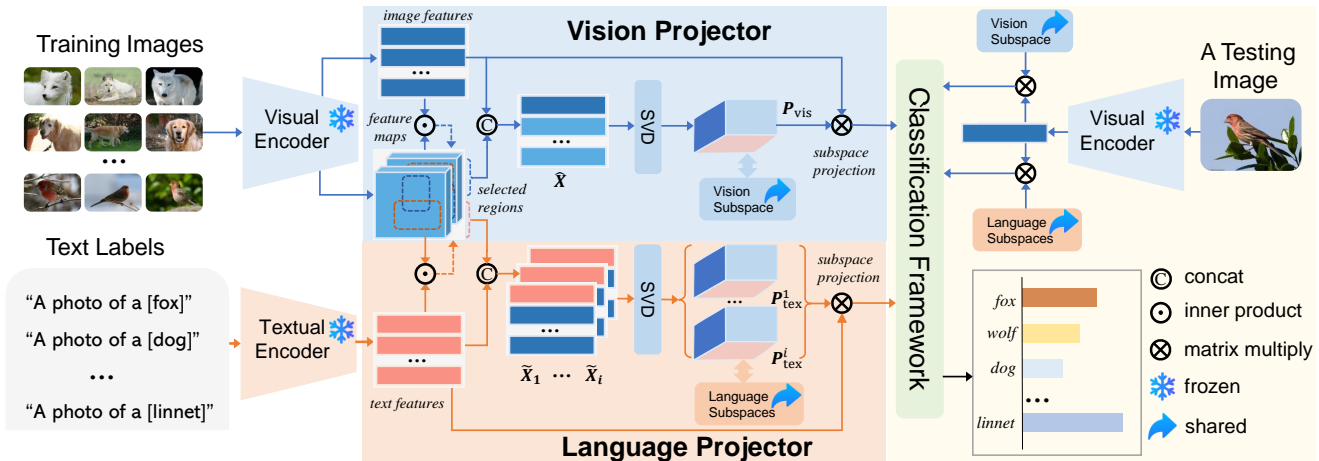 Training Images
...
Text Labels
“A photo of a [fox]”
“A photo of a [dog]”
...
“A photo of a [linnet]”
Visual
Encoder
Textual
Encoder
image features
Vision Projector
...
feature
maps
selected
regions
C
...
X̂
SVD
P_vis
subspace
projection
Vision
Subspace
C
...
text features
...
X̃_1 ... X̃_i
SVD
...
P^1_tex
P^i_tex
subspace
projection
Language
Subspaces
Language Projector
Classification Framework
Vision
Subspace
A Testing
Image
Visual
Encoder
Language
Subspaces
fox
wolf
dog
...
linnet
C concat
inner product
matrix multiply
frozen
shared